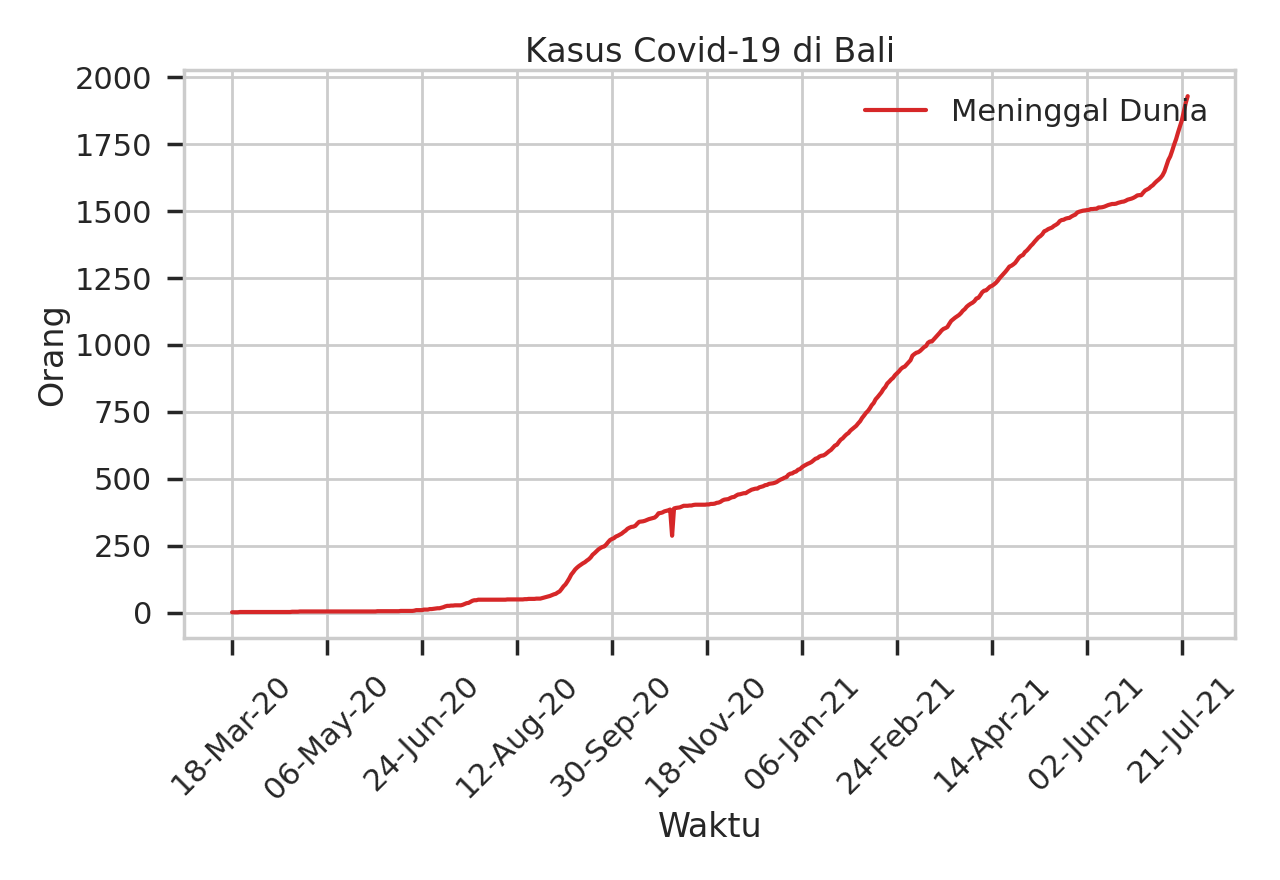 Kasus Covid-19 di Bali
Meninggal Dunia
Orang
2000
1750
1500
1250
1000
750
500
250
0
18-Mar-20
06-May-20
24-Jun-20
12-Aug-20
30-Sep-20
18-Nov-20
06-Jan-21
24-Feb-21
14-Apr-21
02-Jun-21
21-Jul-21
Waktu